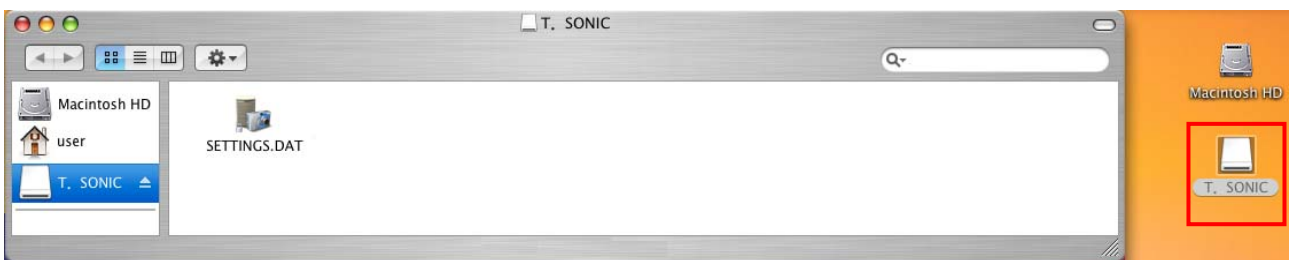 T. SONIC
Macintosh HD
user
T. SONIC
SETTINGS.DAT
Macintosh HD
T. SONIC